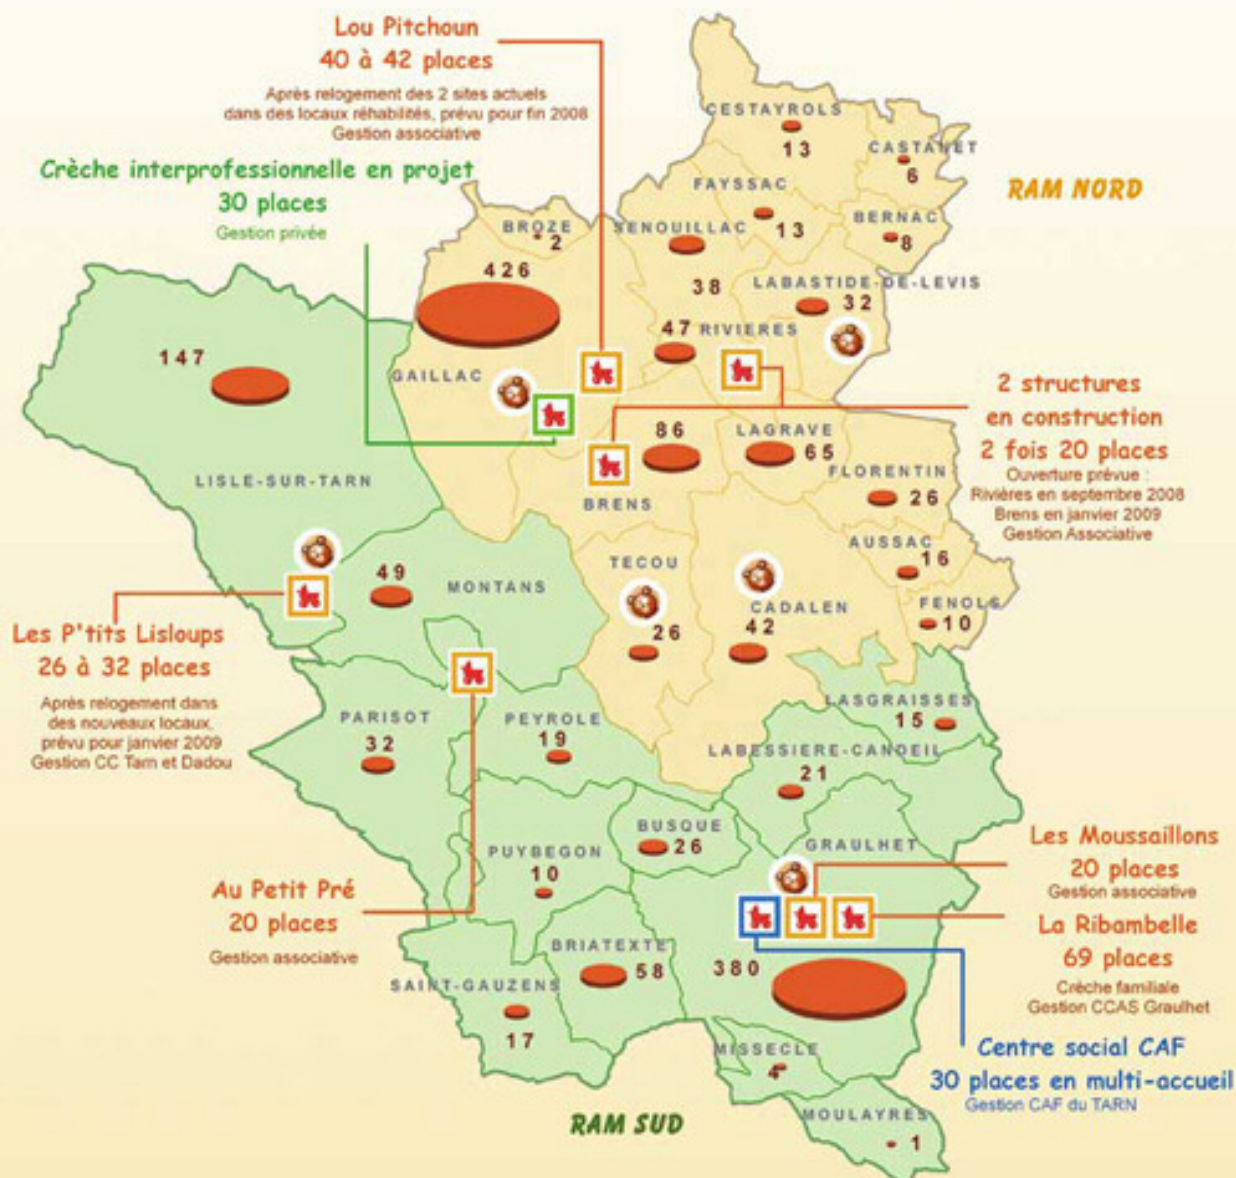 Lou Pitchoun
40 à 42 places
Après relogement des 2 sites actuels
dans des locaux réhabilités, prévu pour fin 2008
Gestion associative
Crèche interprofessionnelle en projet
30 places
Gestion privée
CESTAYROLS
13
CASTANET
6
RAM NORD
FAYSSAC
13
BERNAC
8
BROZE
2
SENOUILLAC
38
LABASTIDE-DE-LEVIS
32
426
GAILLAC
47
RIVIERES
147
LISLE-SUR-TARN
2 structures
en construction
2 fois 20 places
Ouverture prévue :
Rivières en septembre 2008
Brens en janvier 2009
Gestion Associative
86
BRENS
LAGRAVE
65
FLORENTIN
26
AUSSAC
16
FENOLS
10
TECOU
26
CADALEN
42
49
MONTANS
Les P'tits Lisloups
26 à 32 places
Après relogement dans
des nouveaux locaux,
prévu pour janvier 2009
Gestion CC Tarn et Dadou
PARISOT
32
PEYROLE
19
LASGRAISSES
15
LABESSIERE-CANDEIL
21
BUSQUE
26
GRAULHET
380
PUYBEGON
10
Au Petit Pré
20 places
Gestion associative
BRIATEXTE
58
SAINT-GAUZENS
17
Les Moussaillons
20 places
Gestion associative
La Ribambelle
69 places
Crèche familiale
Gestion CCAS Graulhet
Centre social CAF
30 places en multi-accueil
Gestion CAF du TARN
MISSECLE
4
MOULAYRES
1
RAM SUD